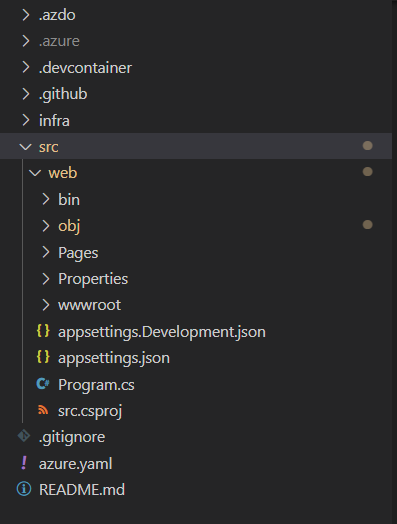 .azdo
.azure
.devcontainer
.github
infra
src
web
bin
obj
Pages
Properties
wwwroot
appsettings.Development.json
appsettings.json
Program.cs
src.csproj
.gitignore
azure.yaml
README.md